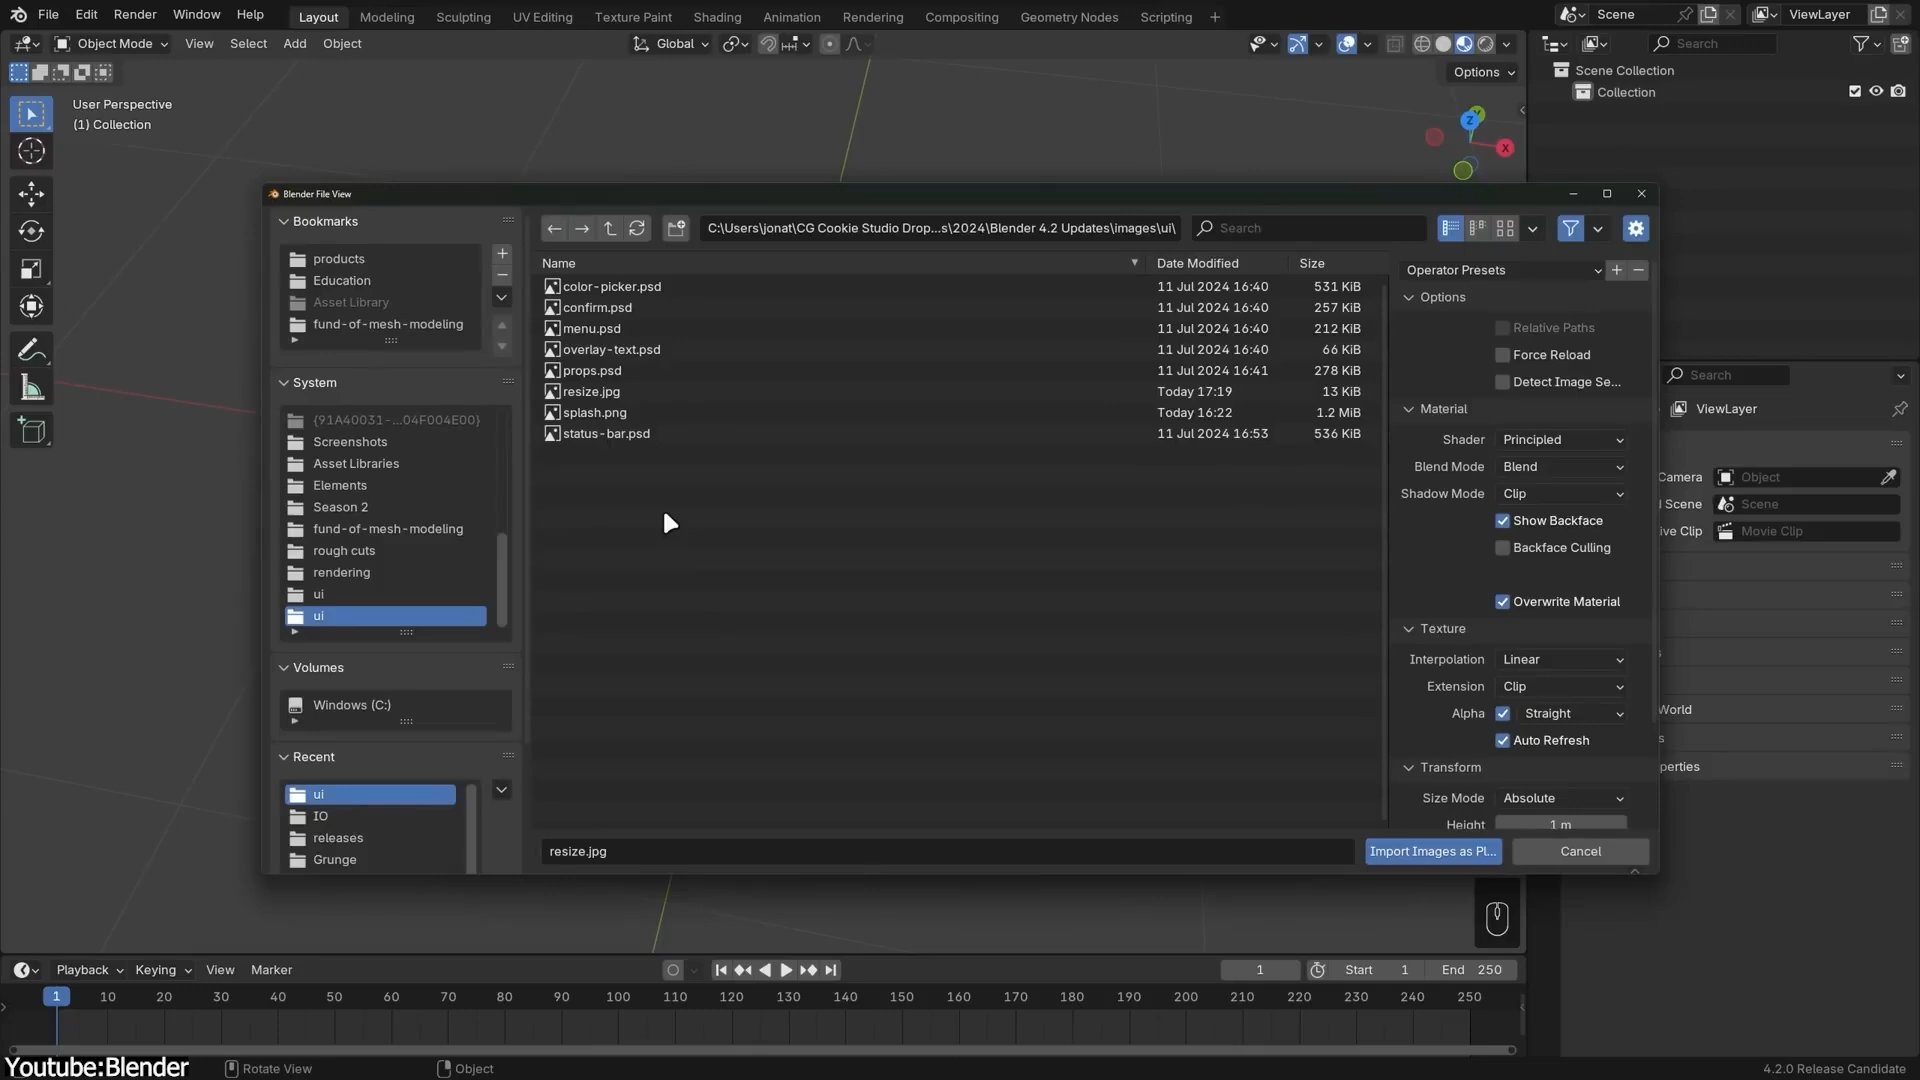 File Edit Render Window Help Layout Modeling Sculpting UV Editing Texture Paint Shading Animation Rendering Compositing Geometry Nodes Scripting + Scene ViewLayer
Object Mode View Select Add Object Global Search
Options
User Perspective
(1) Collection
Scene Collection
Collection
Z
X
Blender File View
Bookmarks
products
Education
Asset Library
fund-of-mesh-modeling
System
{91A40031-...04F004E00}
Screenshots
Asset Libraries
Elements
Season 2
fund-of-mesh-modeling
rough cuts
rendering
ui
ui
Volumes
Windows (C:)
Recent
ui
IO
releases
Grunge
C:\Users\jonat\CG Cookie Studio Drop...s\2024\Blender 4.2 Updates\images\ui\ Search
Name Date Modified Size
color-picker.psd 11 Jul 2024 16:40 531 KiB
confirm.psd 11 Jul 2024 16:40 257 KiB
menu.psd 11 Jul 2024 16:40 212 KiB
overlay-text.psd 11 Jul 2024 16:40 66 KiB
props.psd 11 Jul 2024 16:41 278 KiB
resize.jpg Today 17:19 13 KiB
splash.png Today 16:22 1.2 MiB
status-bar.psd 11 Jul 2024 16:53 536 KiB
Operator Presets
Options
Relative Paths
Force Reload
Detect Image Se...
Material
Shader Principled
Blend Mode Blend
Shadow Mode Clip
Show Backface
Backface Culling
Overwrite Material
Texture
Interpolation Linear
Extension Clip
Alpha Straight
Auto Refresh
Transform
Size Mode Absolute
Height 1 m
resize.jpg Import Images as Pl... Cancel
Search
ViewLayer
Camera Object
Scene Scene
ive Clip Movie Clip
World
perties
Playback Keying View Marker 1 Start 1 End 250
1 10 20 30 40 50 60 70 80 90 100 110 120 130 140 150 160 170 180 190 200 210 220 230 240 250
Youtube:Blender Rotate View Object 4.2.0 Release Candidate